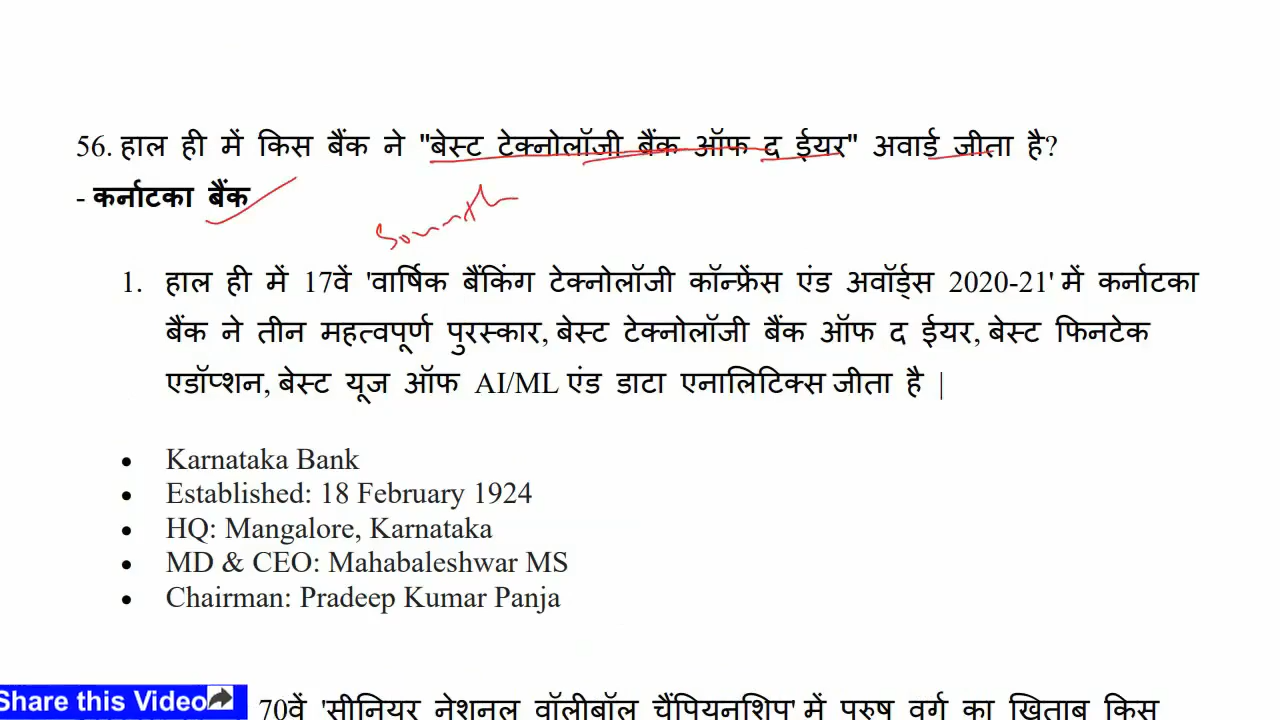 56. हाल ही में किस बैंक ने "बेस्ट टेक्नोलॉजी बैंक ऑफ द ईयर" अवार्ड जीता है?
- कर्नाटका बैंक
1. हाल ही में 17वें 'वार्षिक बैंकिंग टेक्नोलॉजी कॉन्फ्रेंस एंड अवॉर्ड्स 2020-21' में कर्नाटका
बैंक ने तीन महत्वपूर्ण पुरस्कार, बेस्ट टेक्नोलॉजी बैंक ऑफ द ईयर, बेस्ट फिनटेक
एडॉप्शन, बेस्ट यूज ऑफ AI/ML एंड डाटा एनालिटिक्स जीता है |
• Karnataka Bank
• Established: 18 February 1924
• HQ: Mangalore, Karnataka
• MD & CEO: Mahabaleshwar MS
• Chairman: Pradeep Kumar Panja
Share this Video
70वें 'सीनियर नेशनल वॉलीबॉल चैंपियनशिप' में पुरुष वर्ग का खिताब किस